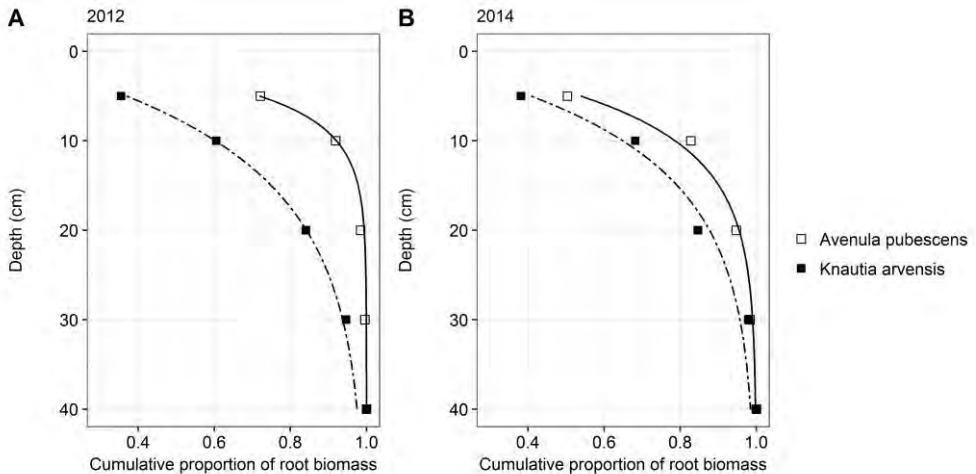 A
2012
0
10
20
30
40
Depth (cm)
0.4 0.6 0.8 1.0
Cumulative proportion of root biomass
B
2014
0
10
20
30
40
Depth (cm)
0.4 0.6 0.8 1.0
Cumulative proportion of root biomass
Avenula pubescens
Knautia arvensis